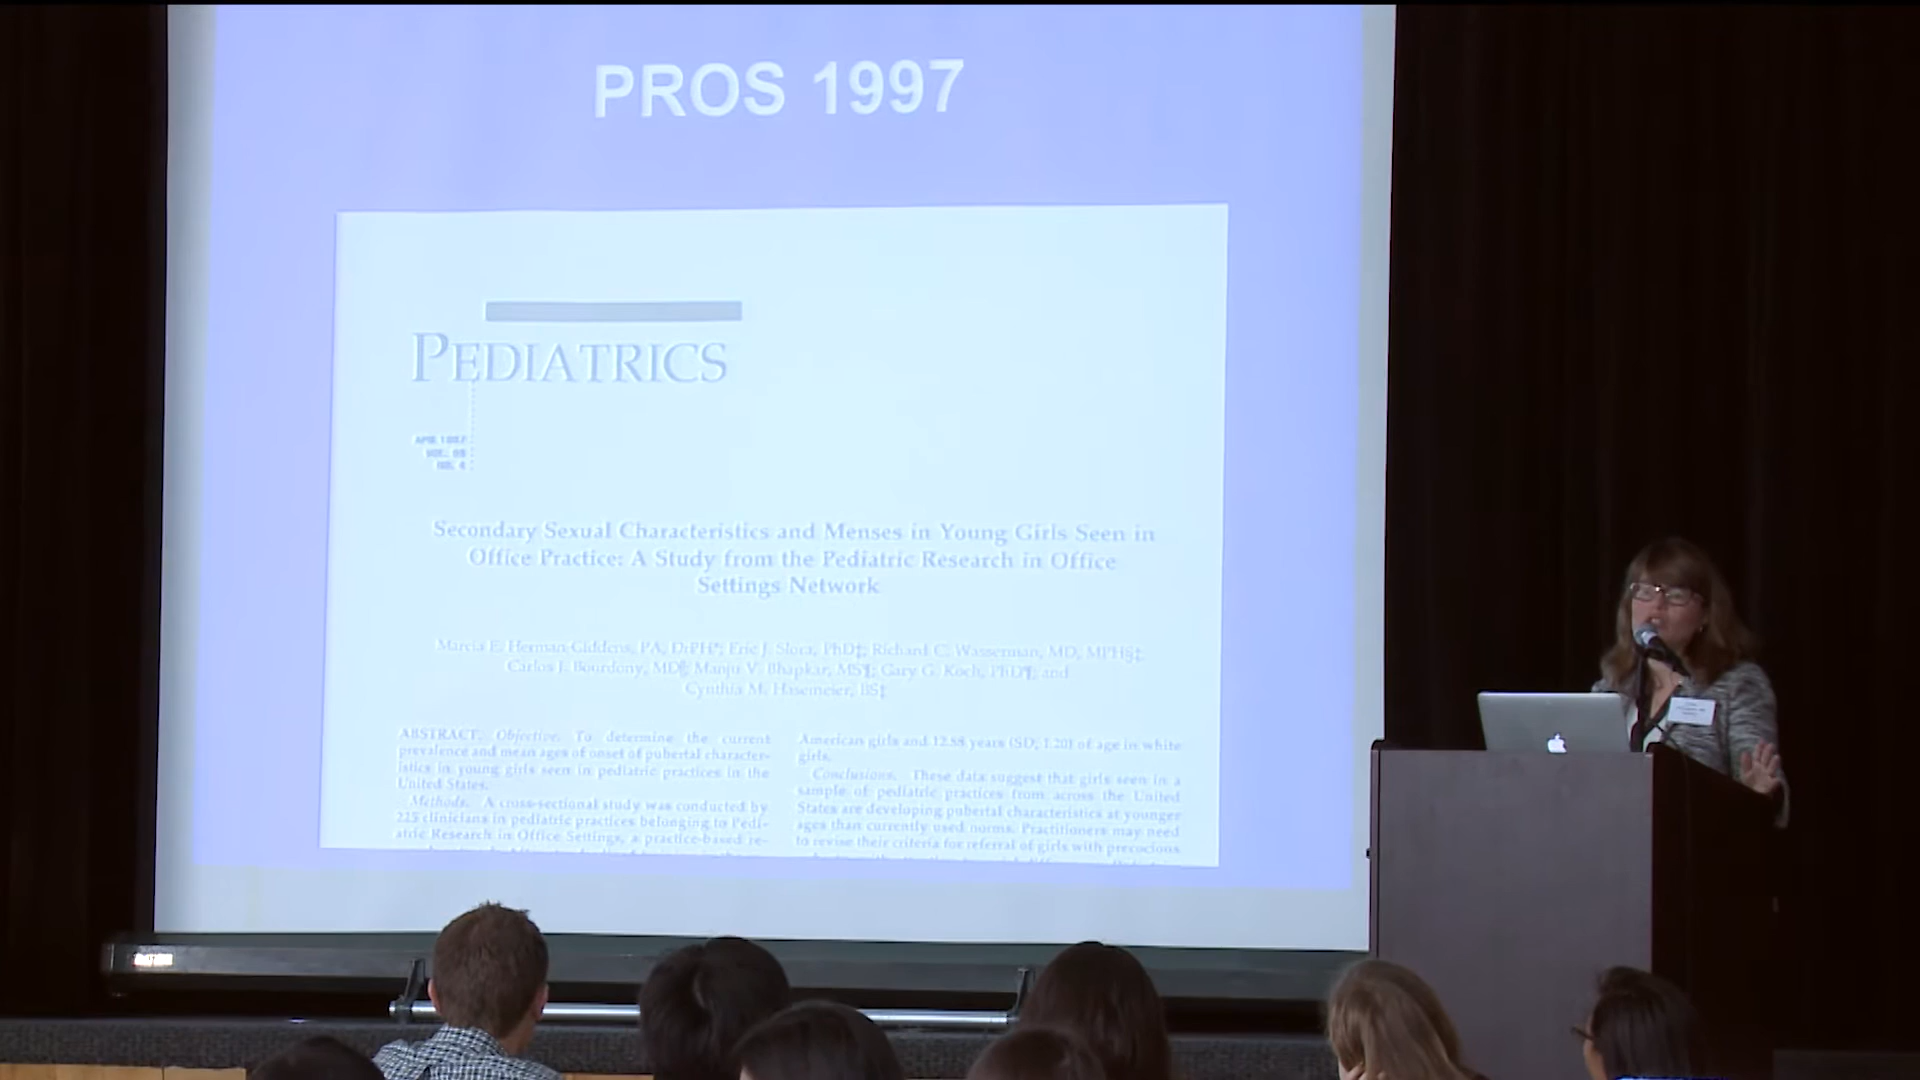 PROS 1997
PEDIATRICS
APR 1997
VOL. 99
NO. 4
Secondary Sexual Characteristics and Menses in Young Girls Seen in
Office Practice: A Study from the Pediatric Research in Office
Settings Network
Marcia E. Herman-Giddens, PA, DrPH*; Eric J. Slora, PhD‡; Richard C. Wasserman, MD, MPH§‡;
Carlos J. Bourdony, MD∥; Manju V. Bhapkar, MS¶; Gary G. Koch, PhD¶; and
Cynthia M. Hasemeier, BS‡
ABSTRACT. Objective. To determine the current
prevalence and mean ages of onset of pubertal character-
istics in young girls seen in pediatric practices in the
United States.
Methods. A cross-sectional study was conducted by
225 clinicians in pediatric practices belonging to Pedi-
atric Research in Office Settings, a practice-based re-
American girls and 12.88 years (SD, 1.20) of age in white
girls.
Conclusions. These data suggest that girls seen in a
sample of pediatric practices from across the United
States are developing pubertal characteristics at younger
ages than currently used norms. Practitioners may need
to revise their criteria for referral of girls with precocious